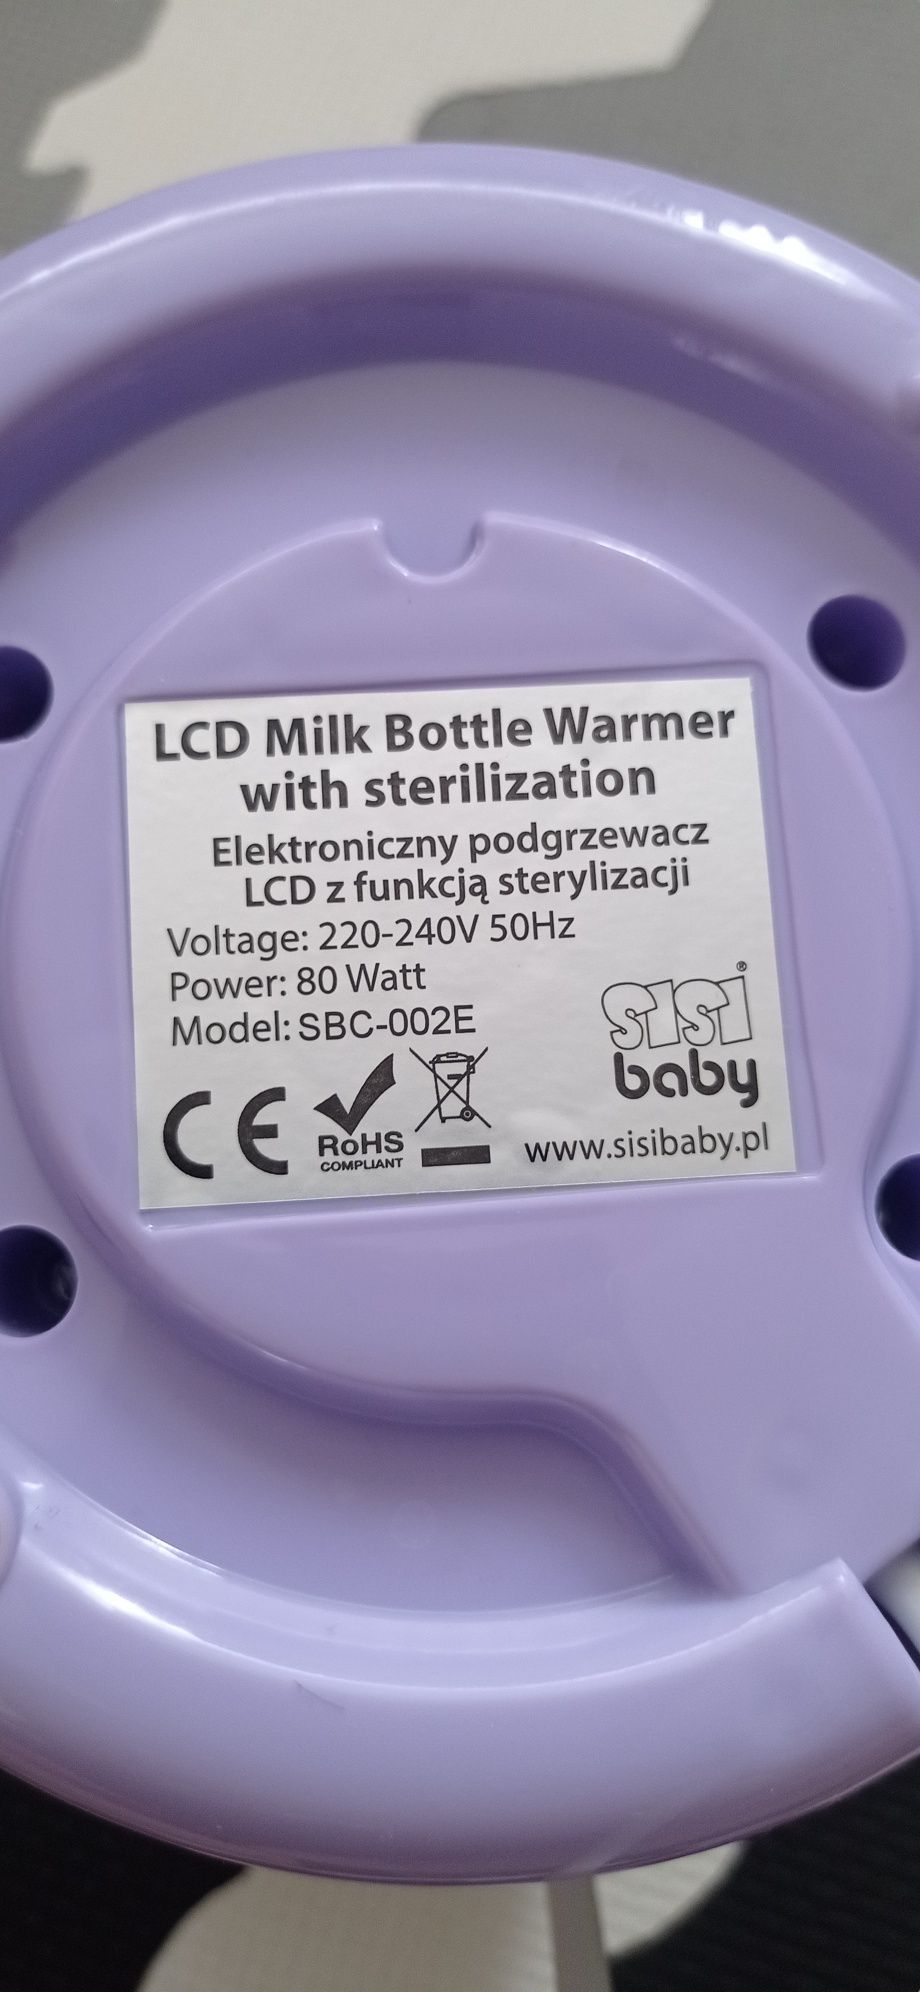 LCD Milk Bottle Warmer
with sterilization
Elektroniczny podgrzewacz
LCD z funkcją sterylizacji
Voltage: 220-240V 50Hz
Power: 80 Watt
Model: SBC-002E
SISI®
baby
CE
RoHS
COMPLIANT
www.sisibaby.pl